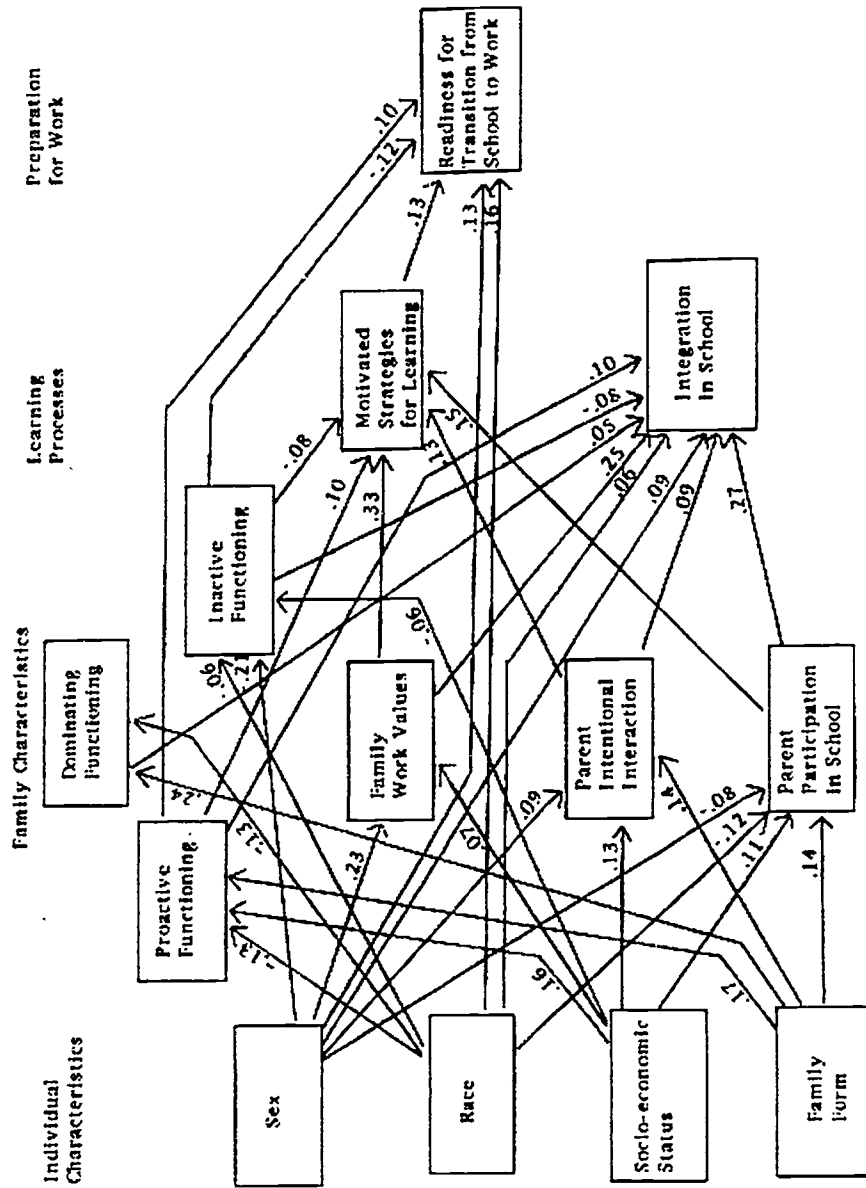 Individual
Characteristics
Family Characteristics
Learning
Processes
Preparation
for Work
Sex
Race
Socio-economic
Status
Family
Form
Proactive
Functioning
Dominating
Functioning
Inactive
Functioning
Family
Work Values
Parent
Intentional
Interaction
Parent
Participation
in School
Motivated
Strategies
for Learning
Integration
in School
Readiness for
Transition from
School to Work
-.24
-.13
-.06
.21
.23
.16
.17
-.07
.09
-.06
.13
.14
-.08
-.12
.11
.14
-.08
.10
.33
.13
.15
.10
-.08
.05
.25
.06
.09
.09
.27
.10
-.12
.13
.13
.16